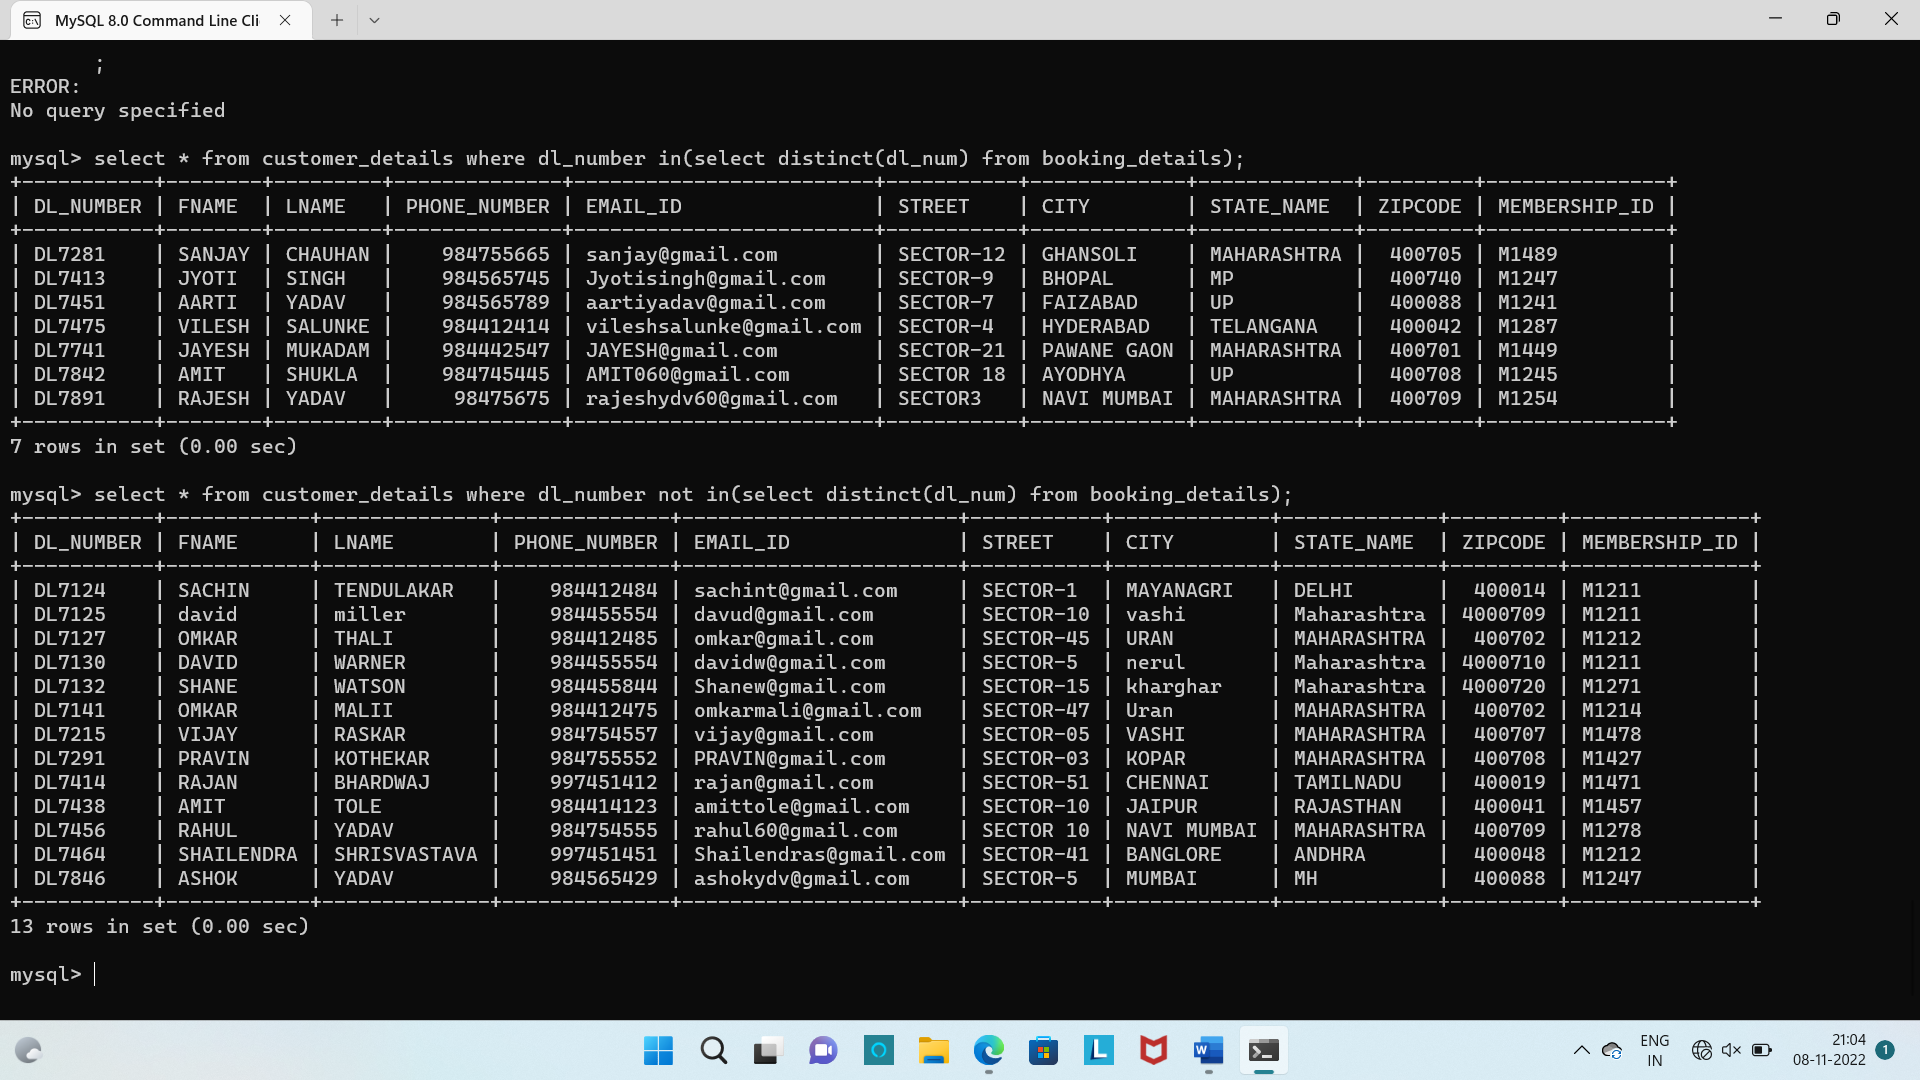 MySQL 8.0 Command Line Cli
;
ERROR:
No query specified
mysql> select * from customer_details where dl_number in(select distinct(dl_num) from booking_details);
+-----------+--------+---------+--------------+-------------------------+-----------+-------------+-------------+---------+---------------+
| DL_NUMBER | FNAME  | LNAME   | PHONE_NUMBER | EMAIL_ID                | STREET    | CITY        | STATE_NAME  | ZIPCODE | MEMBERSHIP_ID |
+-----------+--------+---------+--------------+-------------------------+-----------+-------------+-------------+---------+---------------+
| DL7281    | SANJAY | CHAUHAN |    984755665 | sanjay@gmail.com        | SECTOR-12 | GHANSOLI    | MAHARASHTRA |  400705 | M1489         |
| DL7413    | JYOTI  | SINGH   |    984565745 | Jyotisingh@gmail.com    | SECTOR-9  | BHOPAL      | MP          |  400740 | M1247         |
| DL7451    | AARTI  | YADAV   |    984565789 | aartiyadav@gmail.com    | SECTOR-7  | FAIZABAD    | UP          |  400088 | M1241         |
| DL7475    | VILESH | SALUNKE |    984412414 | vileshsalunke@gmail.com | SECTOR-4  | HYDERABAD   | TELANGANA   |  400042 | M1287         |
| DL7741    | JAYESH | MUKADAM |    984442547 | JAYESH@gmail.com        | SECTOR-21 | PAWANE GAON | MAHARASHTRA |  400701 | M1449         |
| DL7842    | AMIT   | SHUKLA  |    984745445 | AMIT060@gmail.com       | SECTOR 18 | AYODHYA     | UP          |  400708 | M1245         |
| DL7891    | RAJESH | YADAV   |     98475675 | rajeshydv60@gmail.com   | SECTOR3   | NAVI MUMBAI | MAHARASHTRA |  400709 | M1254         |
+-----------+--------+---------+--------------+-------------------------+-----------+-------------+-------------+---------+---------------+
7 rows in set (0.00 sec)
mysql> select * from customer_details where dl_number not in(select distinct(dl_num) from booking_details);
+-----------+------------+--------------+--------------+-----------------------+-----------+-------------+-------------+---------+---------------+
| DL_NUMBER | FNAME      | LNAME        | PHONE_NUMBER | EMAIL_ID              | STREET    | CITY        | STATE_NAME  | ZIPCODE | MEMBERSHIP_ID |
+-----------+------------+--------------+--------------+-----------------------+-----------+-------------+-------------+---------+---------------+
| DL7124    | SACHIN     | TENDULAKAR   |    984412484 | sachint@gmail.com     | SECTOR-1  | MAYANAGRI   | DELHI       |  400014 | M1211         |
| DL7125    | david      | miller       |    984455554 | davud@gmail.com       | SECTOR-10 | vashi       | Maharashtra | 4000709 | M1211         |
| DL7127    | OMKAR      | THALI        |    984412485 | omkar@gmail.com       | SECTOR-45 | URAN        | MAHARASHTRA |  400702 | M1212         |
| DL7130    | DAVID      | WARNER       |    984455554 | davidw@gmail.com      | SECTOR-5  | nerul       | Maharashtra | 4000710 | M1211         |
| DL7132    | SHANE      | WATSON       |    984455844 | Shanew@gmail.com      | SECTOR-15 | kharghar    | Maharashtra | 4000720 | M1271         |
| DL7141    | OMKAR      | MALII        |    984412475 | omkarmali@gmail.com   | SECTOR-47 | Uran        | MAHARASHTRA |  400702 | M1214         |
| DL7215    | VIJAY      | RASKAR       |    984754557 | vijay@gmail.com       | SECTOR-05 | VASHI       | MAHARASHTRA |  400707 | M1478         |
| DL7291    | PRAVIN     | KOTHEKAR     |    984755552 | PRAVIN@gmail.com      | SECTOR-03 | KOPAR       | MAHARASHTRA |  400708 | M1427         |
| DL7414    | RAJAN      | BHARDWAJ     |    997451412 | rajan@gmail.com       | SECTOR-51 | CHENNAI     | TAMILNADU   |  400019 | M1471         |
| DL7438    | AMIT       | TOLE         |    984414123 | amittole@gmail.com    | SECTOR-10 | JAIPUR      | RAJASTHAN   |  400041 | M1457         |
| DL7456    | RAHUL      | YADAV        |    984754555 | rahul60@gmail.com     | SECTOR 10 | NAVI MUMBAI | MAHARASHTRA |  400709 | M1278         |
| DL7464    | SHAILENDRA | SHRISVASTAVA |    997451451 | Shailendras@gmail.com | SECTOR-41 | BANGLORE    | ANDHRA      |  400048 | M1212         |
| DL7846    | ASHOK      | YADAV        |    984565429 | ashokydv@gmail.com    | SECTOR-5  | MUMBAI      | MH          |  400088 | M1247         |
+-----------+------------+--------------+--------------+-----------------------+-----------+-------------+-------------+---------+---------------+
13 rows in set (0.00 sec)
mysql>
ENG
IN
21:04
08-11-2022
1